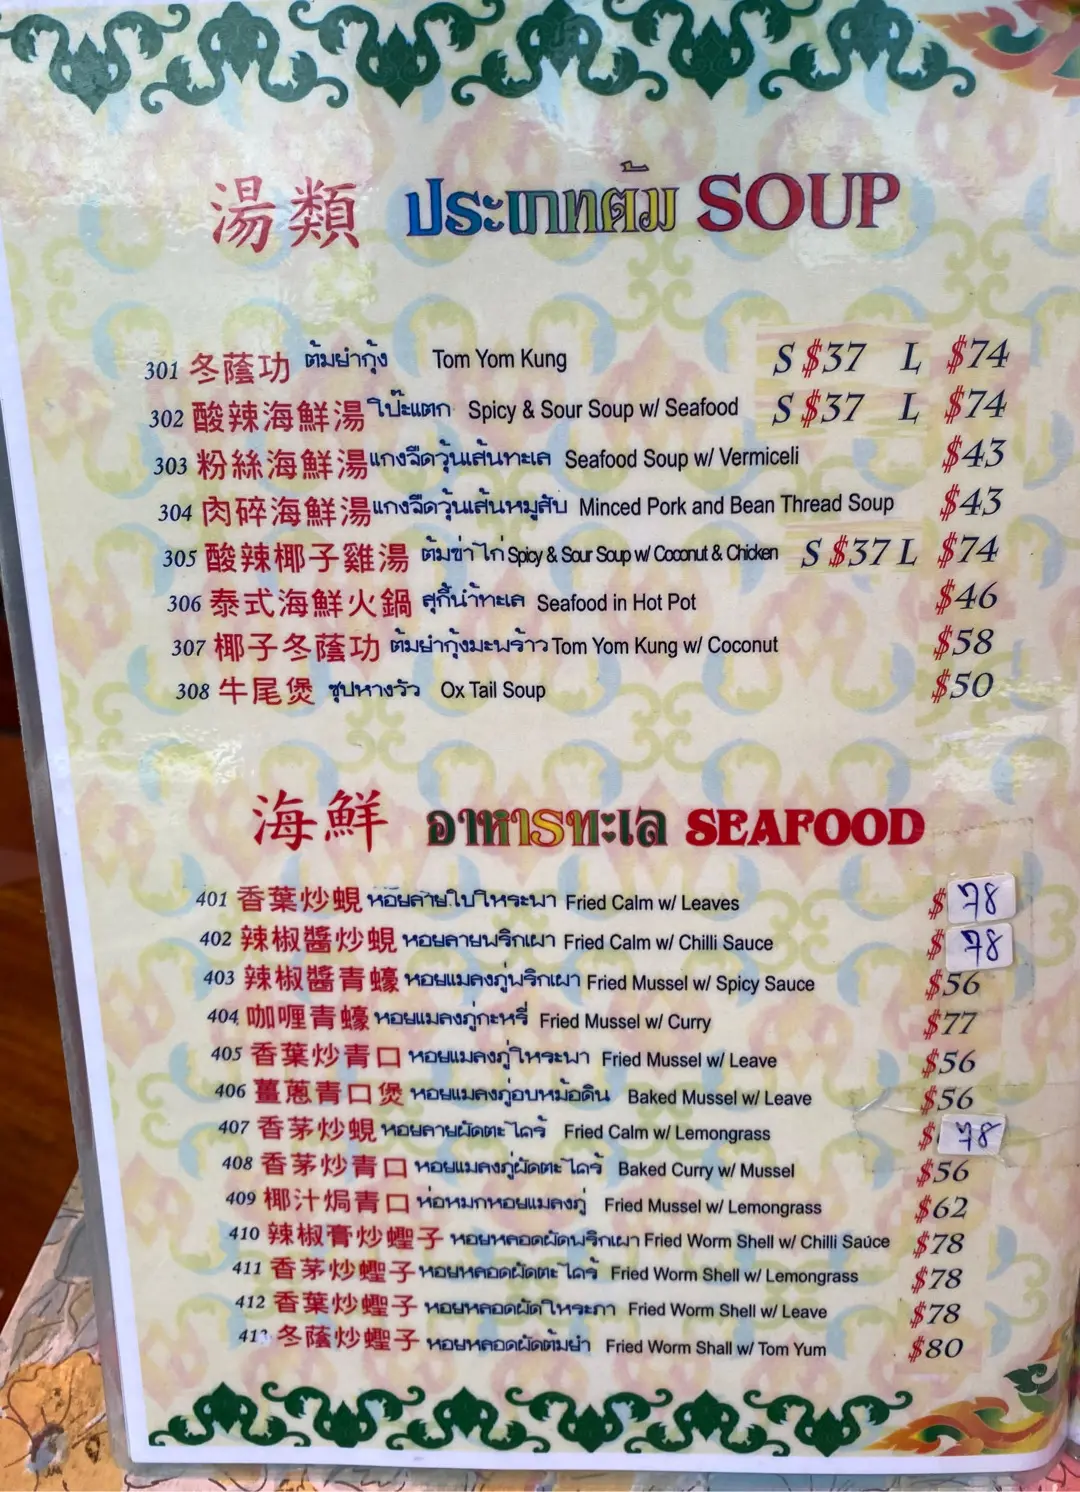 湯類 ประเภทต้ม SOUP
301 冬蔭功 ต้มยำกุ้ง Tom Yom Kung S $37 L $74
302 酸辣海鮮湯 โป๊ะแตก Spicy & Sour Soup w/ Seafood S $37 L $74
303 粉絲海鮮湯 แกงจืดวุ้นเส้นทะเล Seafood Soup w/ Vermiceli $43
304 肉碎海鮮湯 แกงจืดวุ้นเส้นหมูสับ Minced Pork and Bean Thread Soup $43
305 酸辣椰子雞湯 ต้มข่าไก่ Spicy & Sour Soup w/ Coconut & Chicken S $37 L $74
306 泰式海鮮火鍋 สุกี้น้ำทะเล Seafood in Hot Pot $46
307 椰子冬蔭功 ต้มยำกุ้งมะพร้าว Tom Yom Kung w/ Coconut $58
308 牛尾煲 ซุปหางวัว Ox Tail Soup $50
海鮮 อาหารทะเล SEAFOOD
401 香葉炒蜆 หอยลายใบโหระพา Fried Calm w/ Leaves $ 78
402 辣椒醬炒蜆 หอยลายพริกเผา Fried Calm w/ Chilli Sauce $ 78
403 辣椒醬青蠔 หอยแมลงภู่พริกเผา Fried Mussel w/ Spicy Sauce $56
404 咖喱青蠔 หอยแมลงภู่กะหรี่ Fried Mussel w/ Curry $77
405 香葉炒青口 หอยแมลงภู่โหระพา Fried Mussel w/ Leave $56
406 薑蔥青口煲 หอยแมลงภู่อบหม้อดิน Baked Mussel w/ Leave $56
407 香茅炒蜆 หอยลายผัดตะไคร้ Fried Calm w/ Lemongrass $ 78
408 香茅炒青口 หอยแมลงภู่ผัดตะไคร้ Baked Curry w/ Mussel $56
409 椰汁焗青口 ห่อหมกหอยแมลงภู่ Fried Mussel w/ Lemongrass $62
410 辣椒膏炒蟶子 หอยหลอดผัดพริกเผา Fried Worm Shell w/ Chilli Sauce $78
411 香茅炒蟶子 หอยหลอดผัดตะไคร้ Fried Worm Shell w/ Lemongrass $78
412 香葉炒蟶子 หอยหลอดผัดโหระภา Fried Worm Shell w/ Leave $78
413 冬蔭炒蟶子 หอยหลอดผัดต้มยำ Fried Worm Shall w/ Tom Yum $80